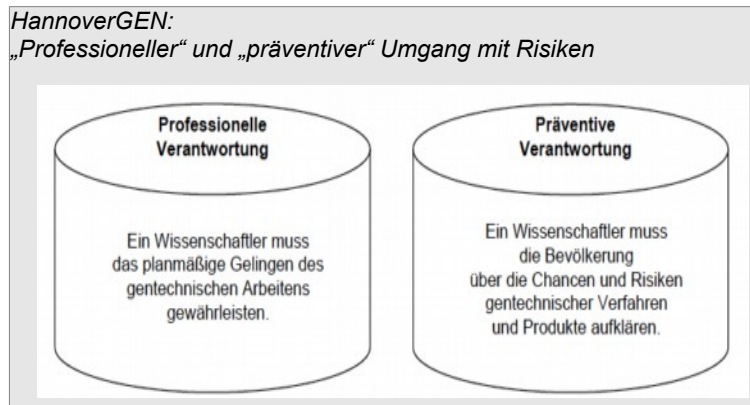 HannoverGEN:
„Professioneller“ und „präventiver“ Umgang mit Risiken
Professionelle
Verantwortung
Ein Wissenschaftler muss
das planmäßige Gelingen des
gentechnischen Arbeitens
gewährleisten.
Präventive
Verantwortung
Ein Wissenschaftler muss
die Bevölkerung
über die Chancen und Risiken
gentechnischer Verfahren
und Produkte aufklären.